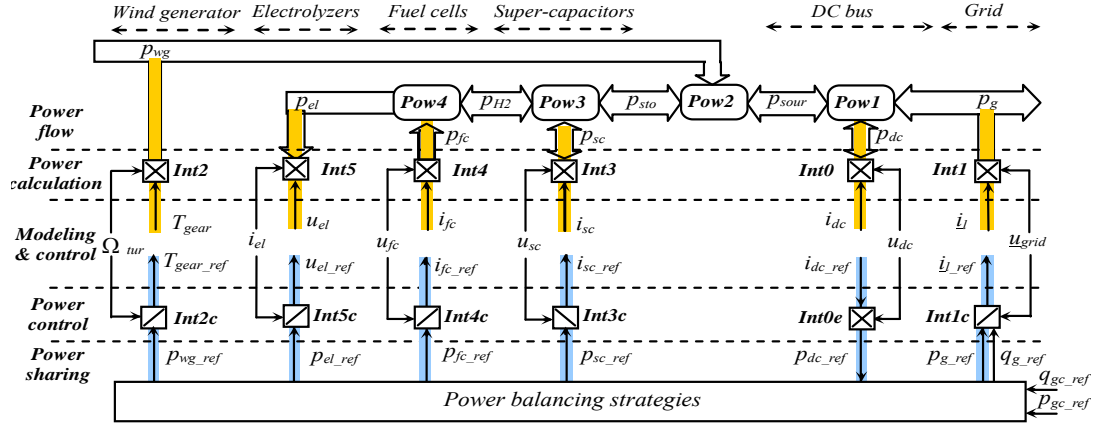 Wind generator Electrolyzers Fuel cells Super-capacitors DC bus Grid
p_wg
p_el Pow4 p_H2 Pow3 p_sto Pow2 p_sour Pow1 p_g
Power
flow
p_fc p_sc p_dc
Power
calculation
Int2 Int5 Int4 Int3 Int0 Int1
T_gear u_el i_fc i_sc i_dc i_l
Modeling
& control
Ω_tur i_el u_fc u_sc u_dc u_grid
T_gear_ref u_el_ref i_fc_ref i_sc_ref i_dc_ref i_l_ref
Power
control
Int2c Int5c Int4c Int3c Int0e Int1c
Power
sharing
p_wg_ref p_el_ref p_fc_ref p_sc_ref p_dc_ref p_g_ref q_g_ref
q_gc_ref
Power balancing strategies
p_gc_ref